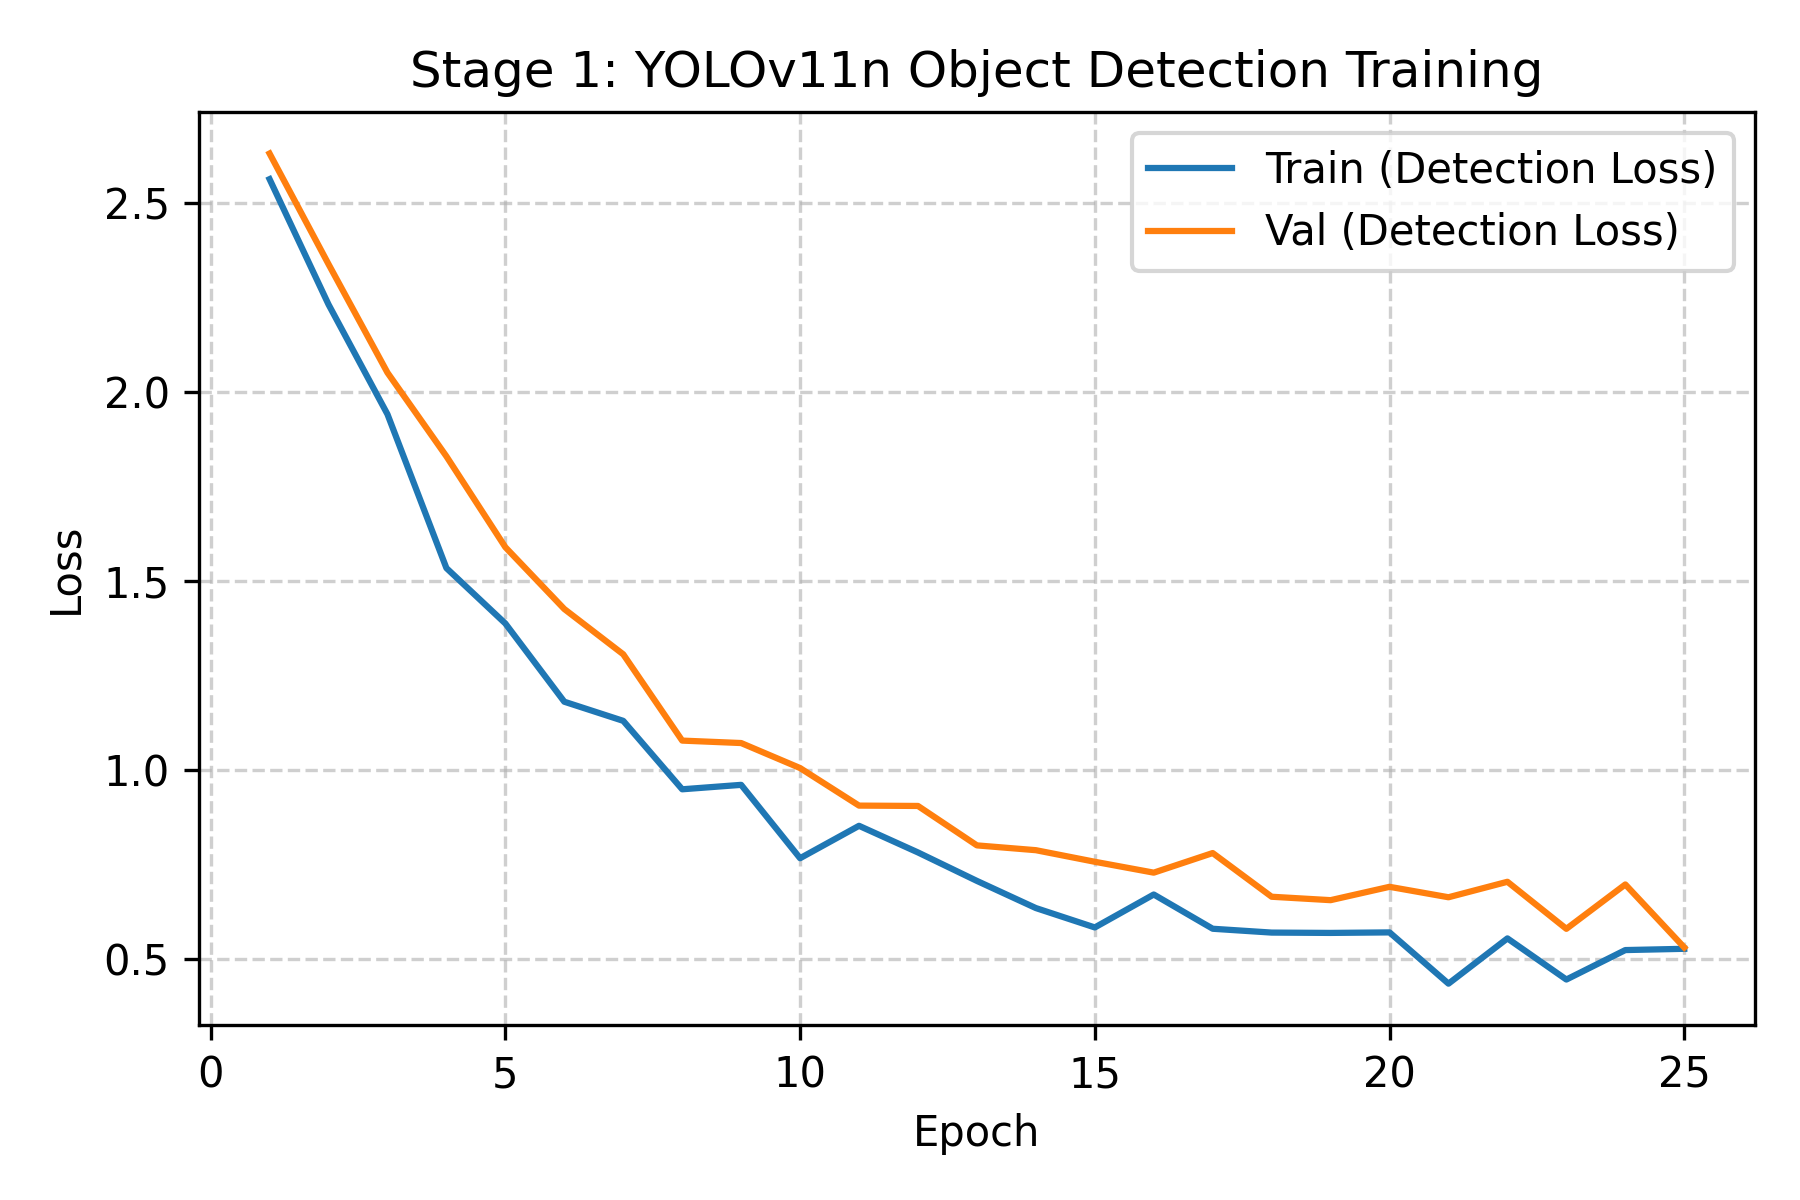 Stage 1: YOLOv11n Object Detection Training
Train (Detection Loss)
Val (Detection Loss)
Loss
2.5
2.0
1.5
1.0
0.5
0 5 10 15 20 25
Epoch